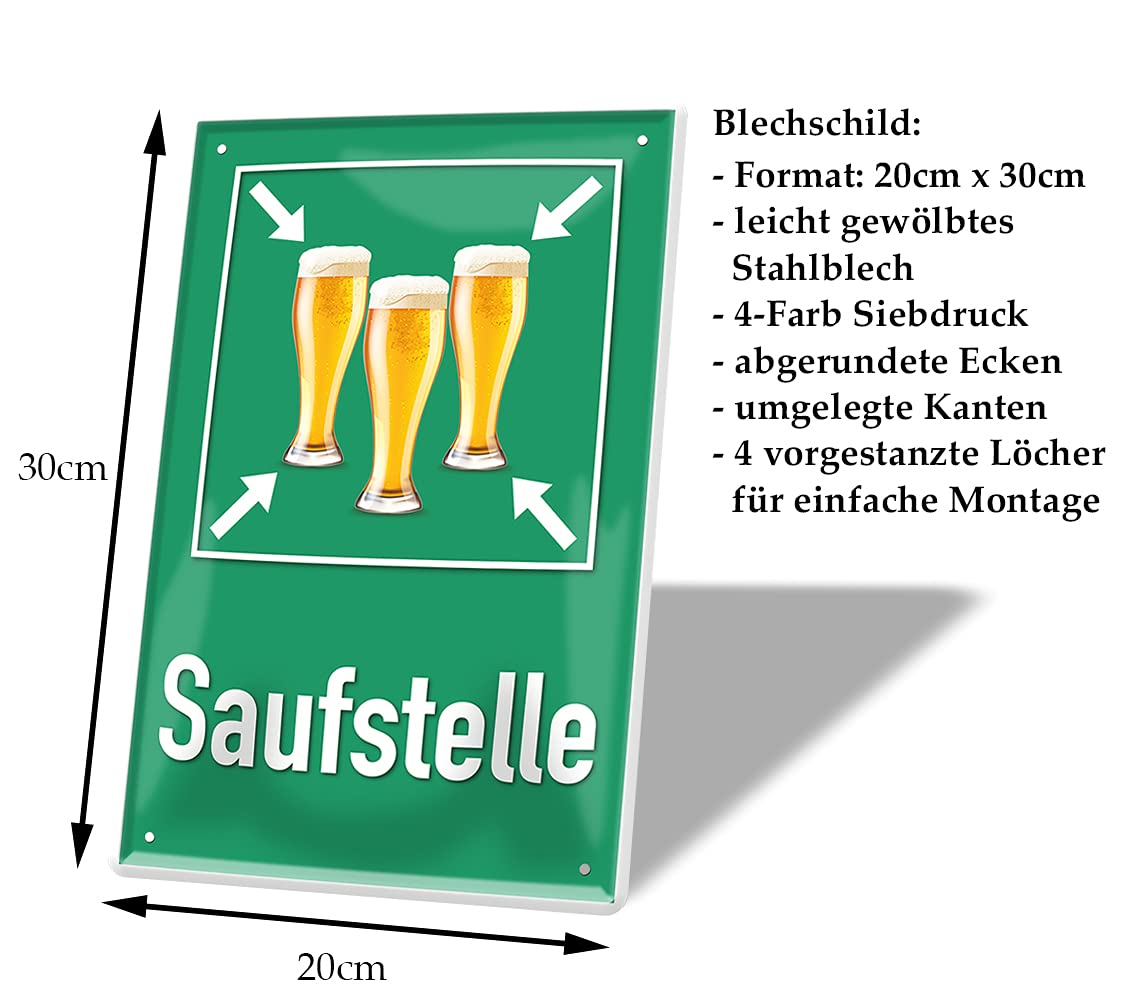 Blechschild:
- Format: 20cm x 30cm
- leicht gewölbtes
Stahlblech
- 4-Farb Siebdruck
- abgerundete Ecken
- umgelegte Kanten
- 4 vorgestanzte Löcher
für einfache Montage
30cm
Saufstelle
20cm